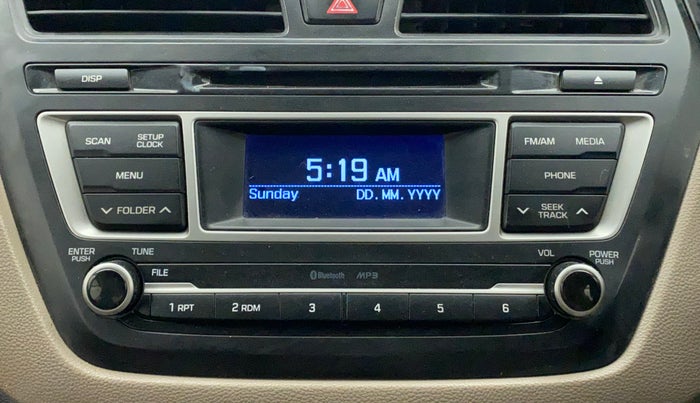 DISP
SCAN
SETUP
CLOCK
MENU
FOLDER
5:19 AM
Sunday
DD.MM.YYYY
FM/AM
MEDIA
PHONE
SEEK
TRACK
ENTER
PUSH
TUNE
FILE
Bluetooth
MP3
VOL
POWER
PUSH
1 RPT
2 RDM
3
4
5
6